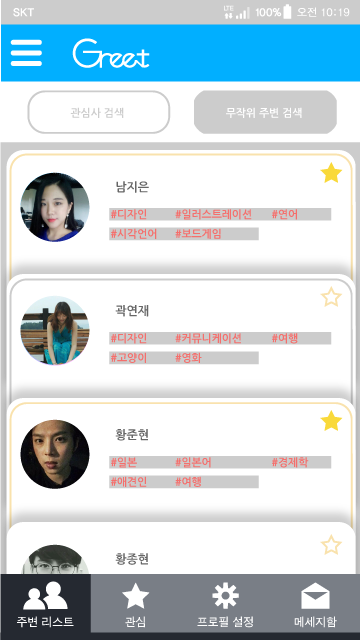 SKT LTE 100% 오전 10:19
Greet
관심사 검색 무작위 주변 검색
남지은
#디자인 #일러스트레이션 #언어
#시각언어 #보드게임
곽연재
#디자인 #커뮤니케이션 #여행
#고양이 #영화
황준현
#일본 #일본어 #경제학
#애견인 #여행
황종현
주변 리스트 관심 프로필 설정 메세지함